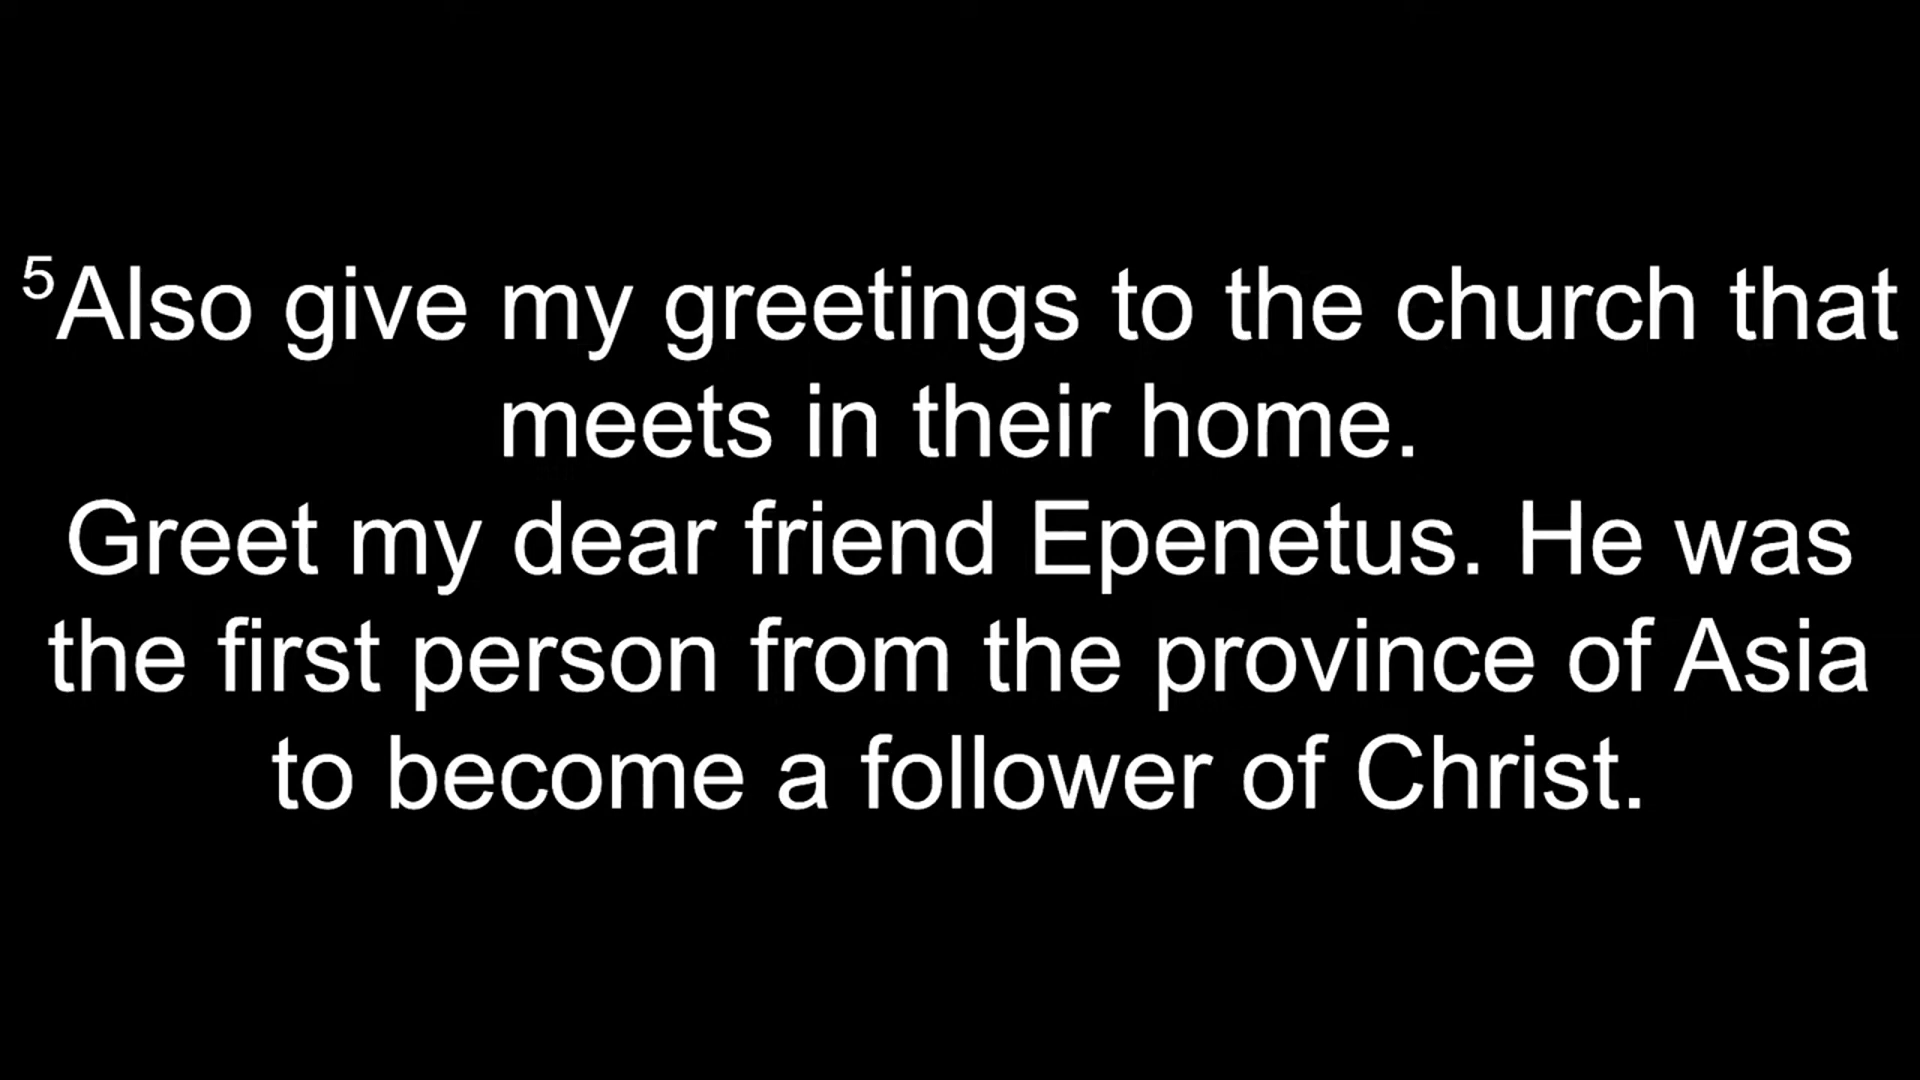 ⁵Also give my greetings to the church that
meets in their home.
Greet my dear friend Epenetus. He was
the first person from the province of Asia
to become a follower of Christ.